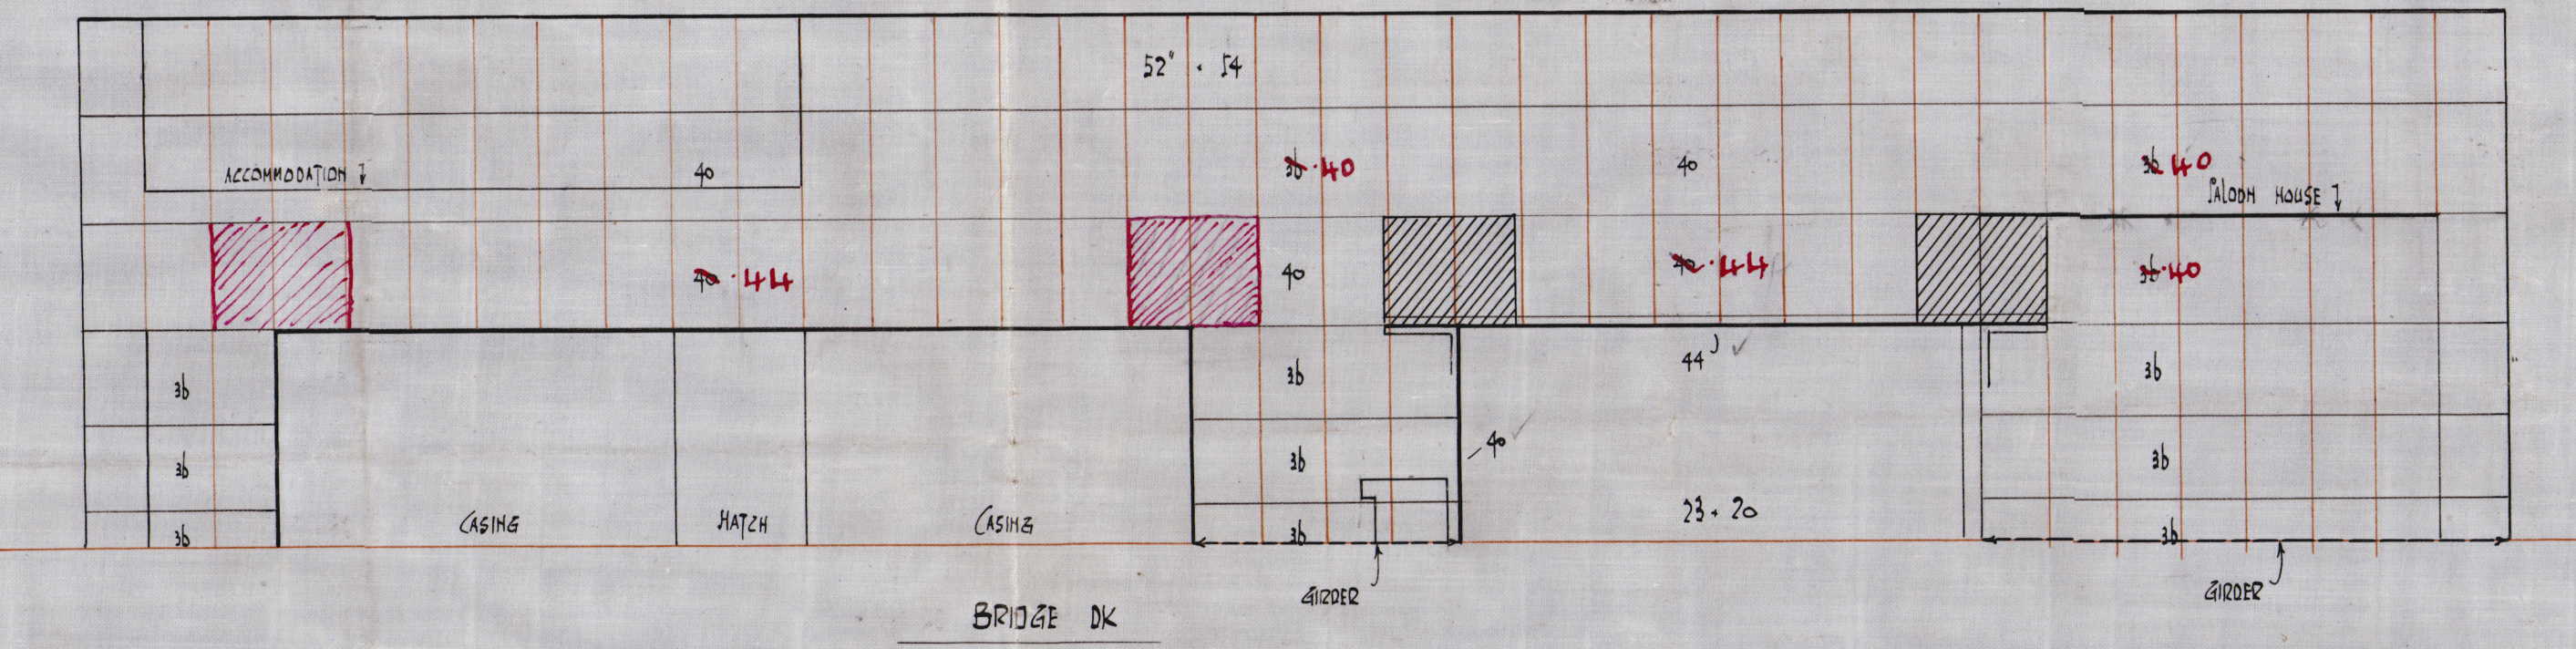 52" . 54
ACCOMMODATION
40
36 . 40
40
36 40
SALOON HOUSE
40 . 44
40
40 . 44
36 . 40
36
36
44
36
36
36
40
36
36
CASING
HATCH
CASING
36
23 . 20
36
GIRDER
GIRDER
BRIDGE DK